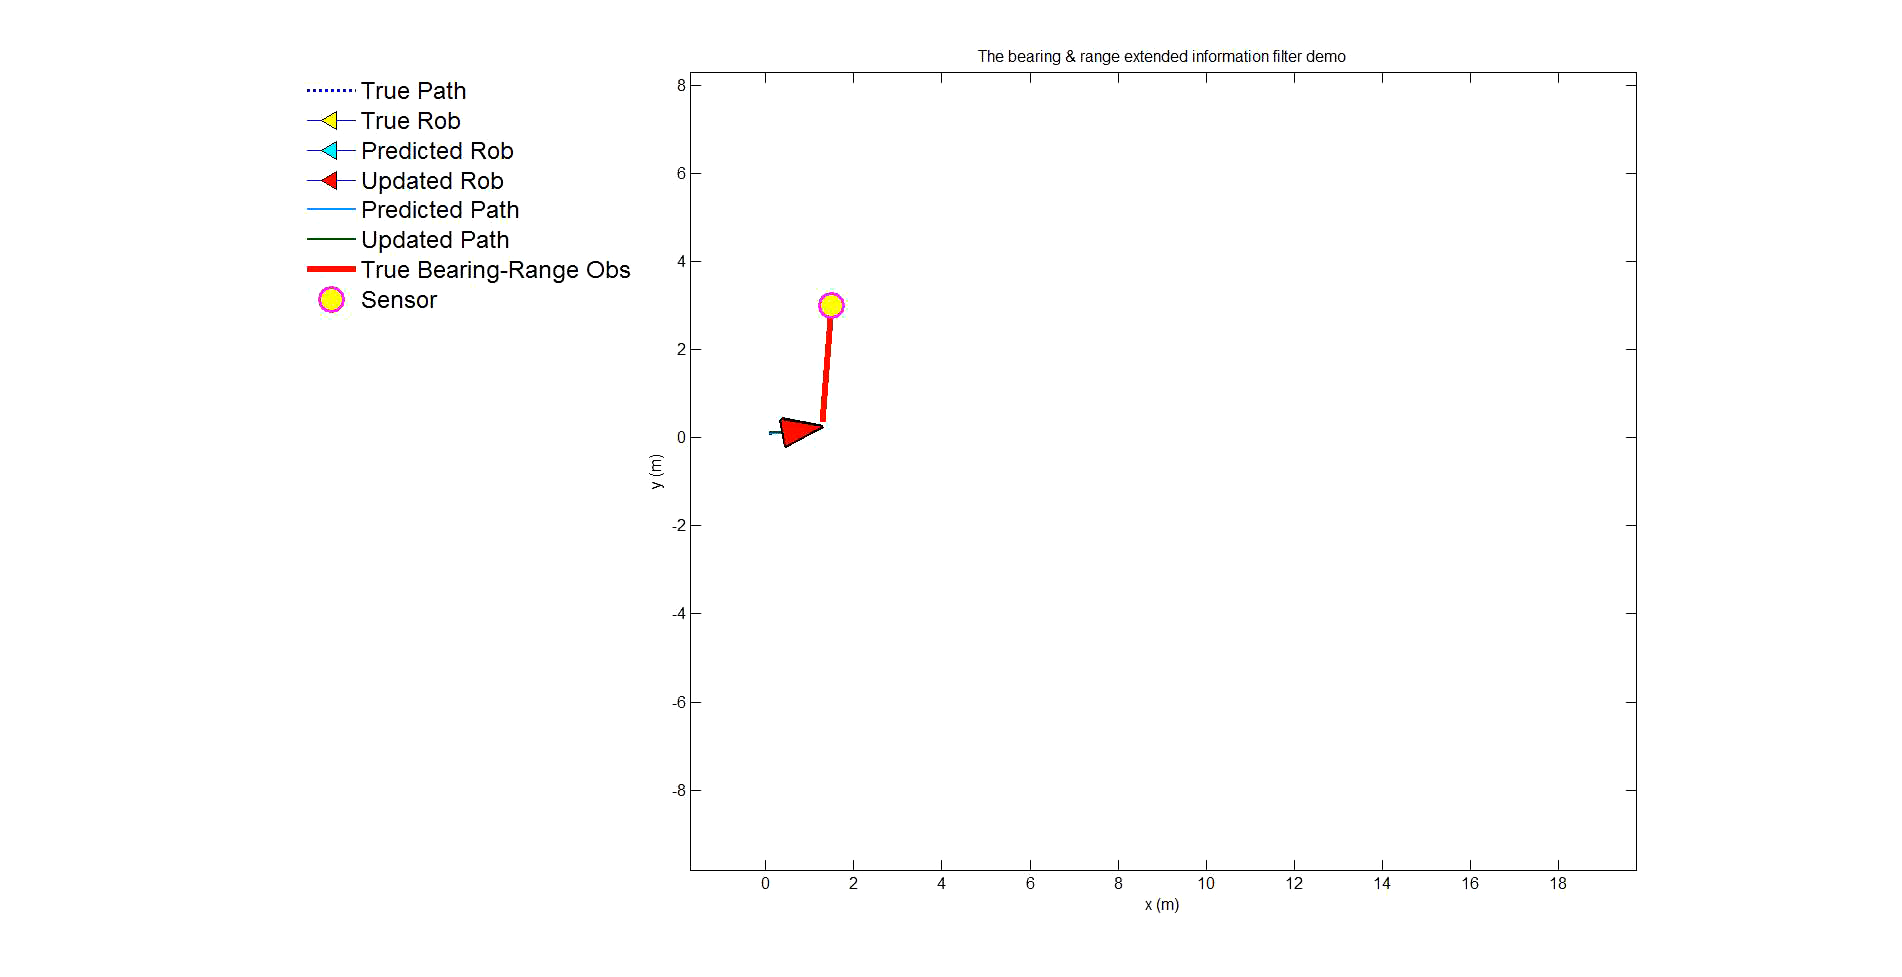 The bearing & range extended information filter demo
True Path
True Rob
Predicted Rob
Updated Rob
Predicted Path
Updated Path
True Bearing-Range Obs
Sensor
8
6
4
2
0
-2
-4
-6
-8
y (m)
0 2 4 6 8 10 12 14 16 18
x (m)